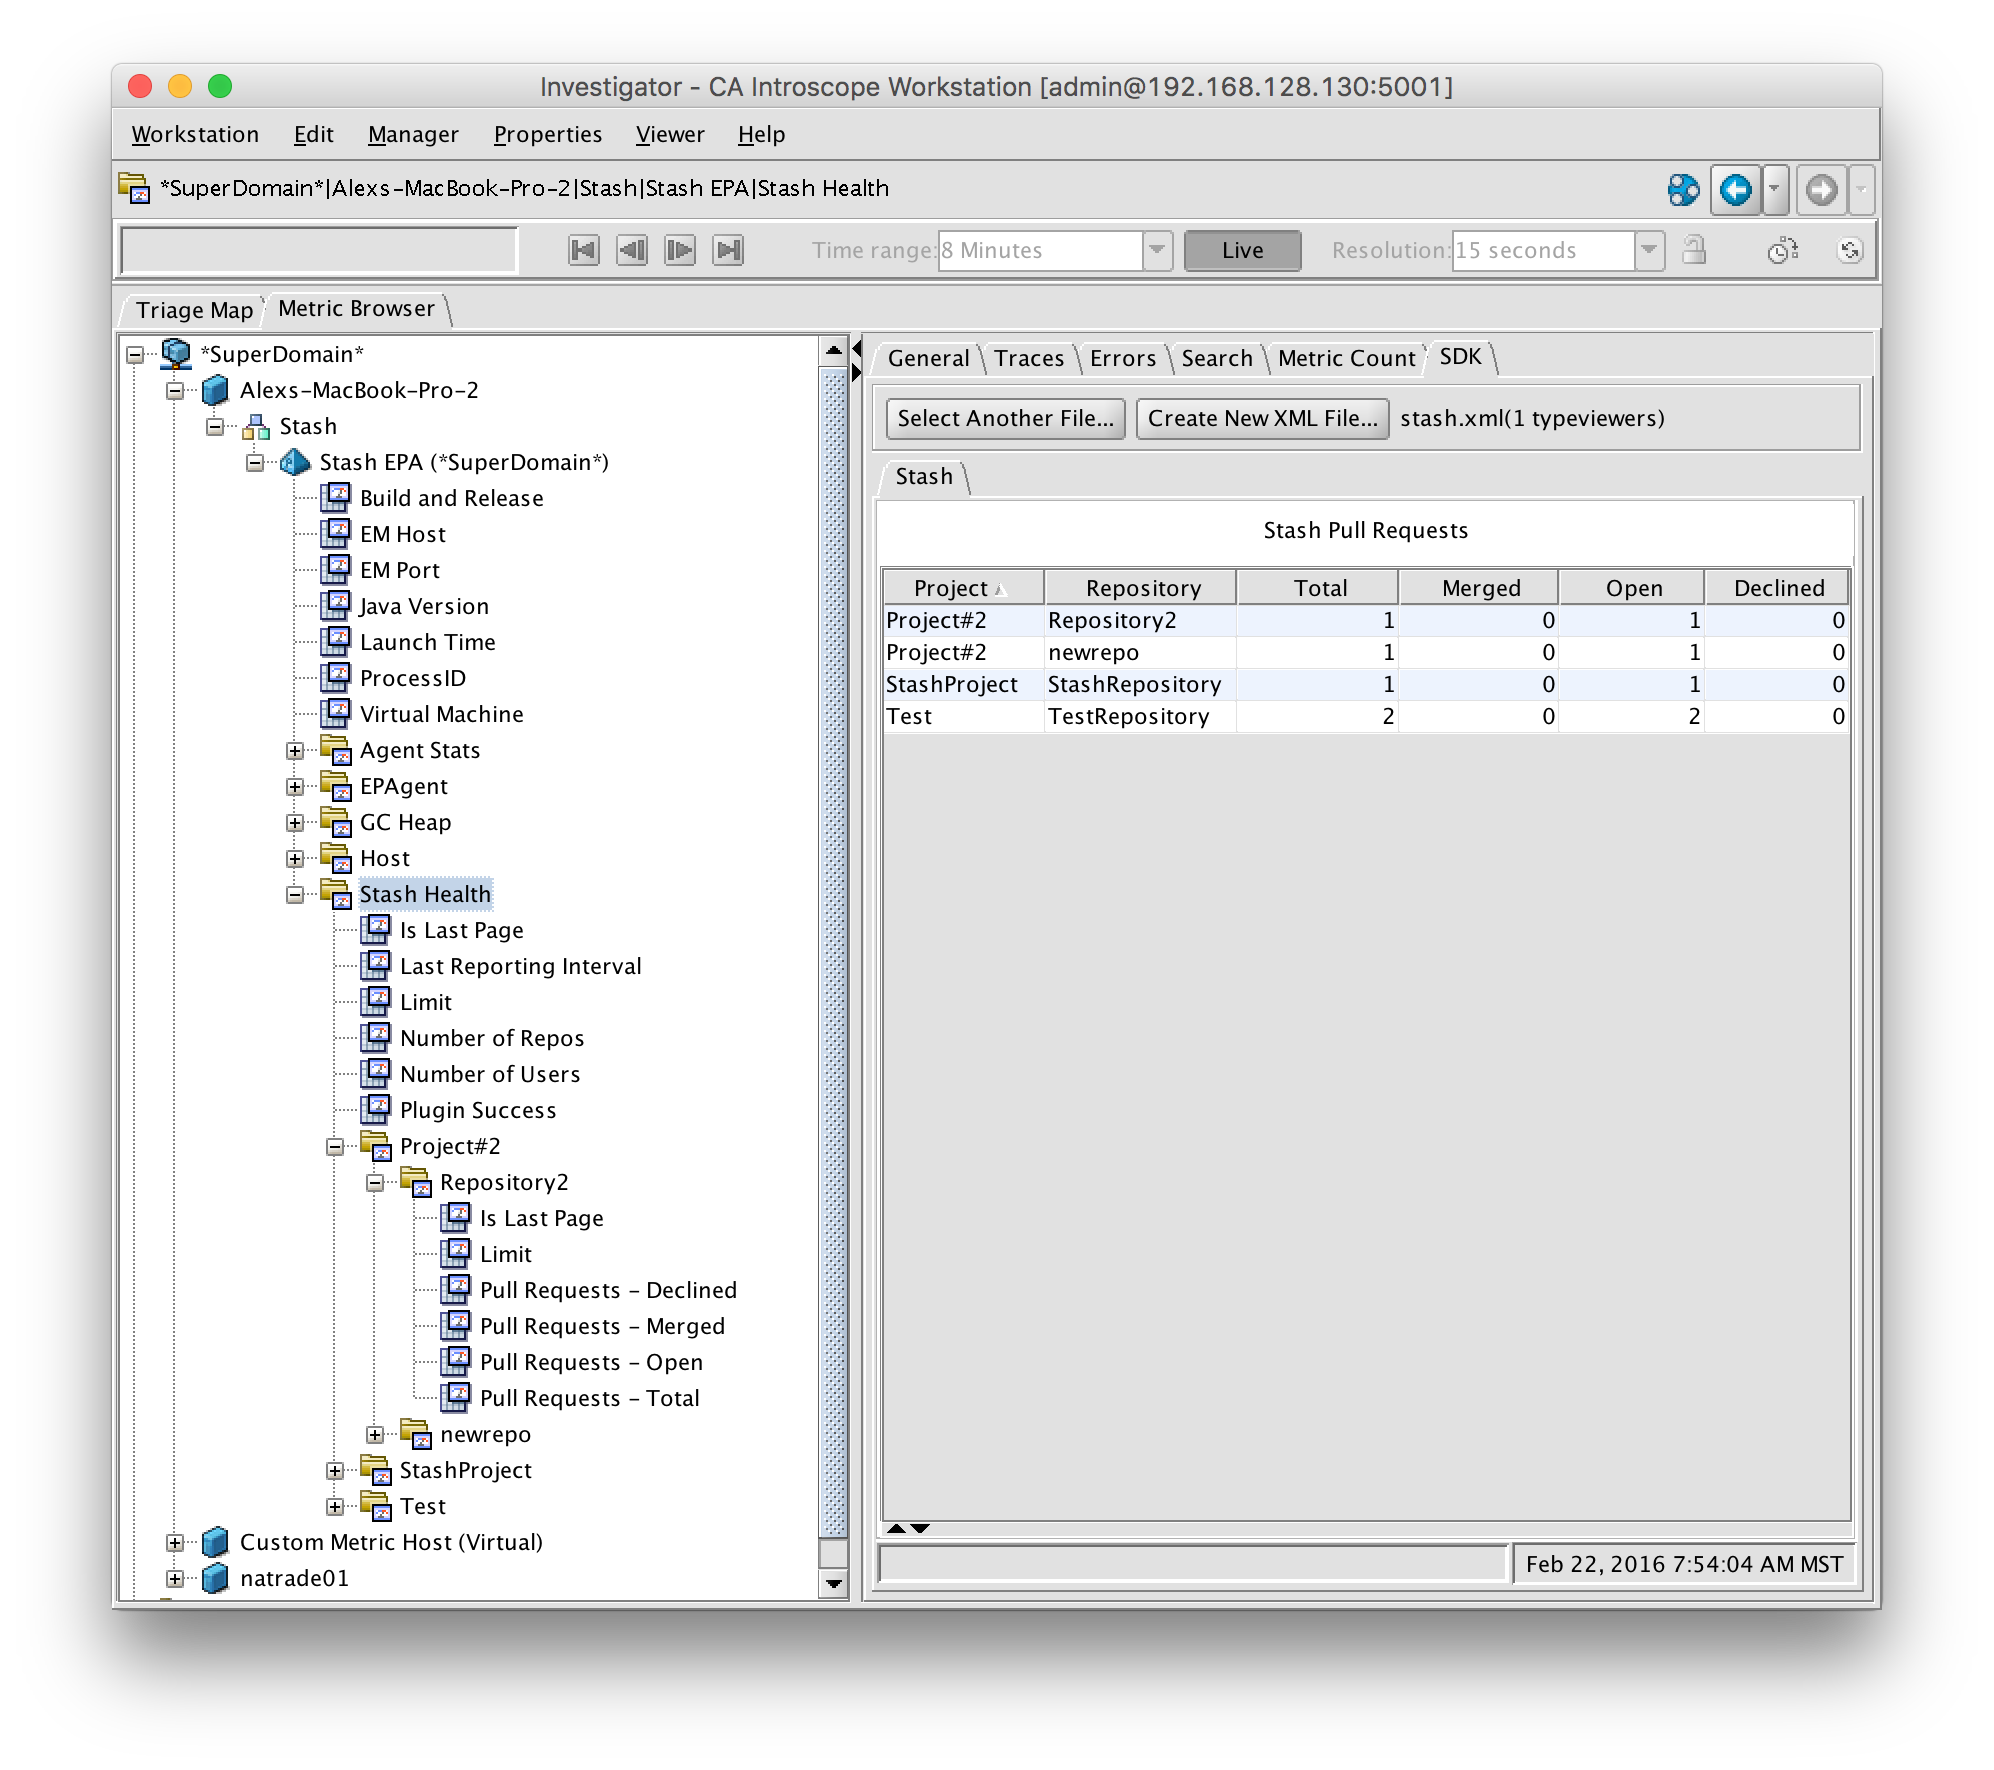 Investigator - CA Introscope Workstation [admin@192.168.128.130:5001]
Workstation Edit Manager Properties Viewer Help
*SuperDomain*|Alexs-MacBook-Pro-2|Stash|Stash EPA|Stash Health
Time range: 8 Minutes Live Resolution: 15 seconds
Triage Map Metric Browser
*SuperDomain*
Alexs-MacBook-Pro-2
Stash
Stash EPA (*SuperDomain*)
Build and Release
EM Host
EM Port
Java Version
Launch Time
ProcessID
Virtual Machine
Agent Stats
EPAgent
GC Heap
Host
Stash Health
Is Last Page
Last Reporting Interval
Limit
Number of Repos
Number of Users
Plugin Success
Project#2
Repository2
Is Last Page
Limit
Pull Requests - Declined
Pull Requests - Merged
Pull Requests - Open
Pull Requests - Total
newrepo
StashProject
Test
Custom Metric Host (Virtual)
natrade01
General Traces Errors Search Metric Count SDK
Select Another File... Create New XML File... stash.xml(1 typeviewers)
Stash
Stash Pull Requests
Project Repository Total Merged Open Declined
Project#2 Repository2 1 0 1 0
Project#2 newrepo 1 0 1 0
StashProject StashRepository 1 0 1 0
Test TestRepository 2 0 2 0
Feb 22, 2016 7:54:04 AM MST